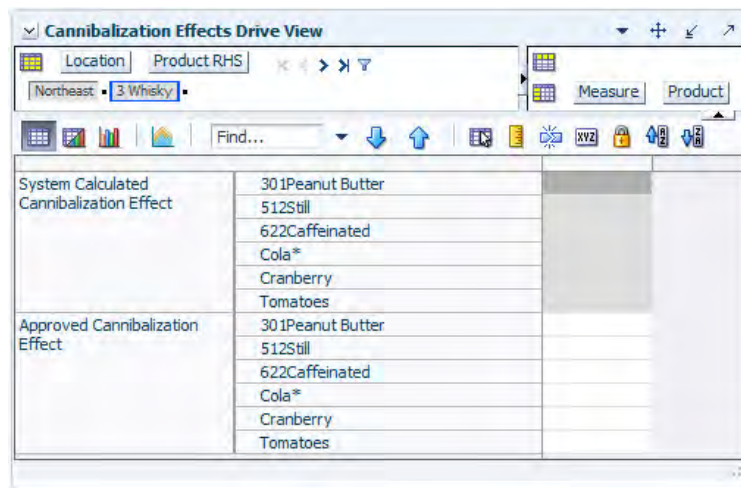 Cannibalization Effects Drive View
Location Product RHS
Northeast 3 Whisky
Measure Product
Find...
XYZ
A
Z
Z
A
System Calculated
Cannibalization Effect
301Peanut Butter
512Still
622Caffeinated
Cola*
Cranberry
Tomatoes
Approved Cannibalization
Effect
301Peanut Butter
512Still
622Caffeinated
Cola*
Cranberry
Tomatoes